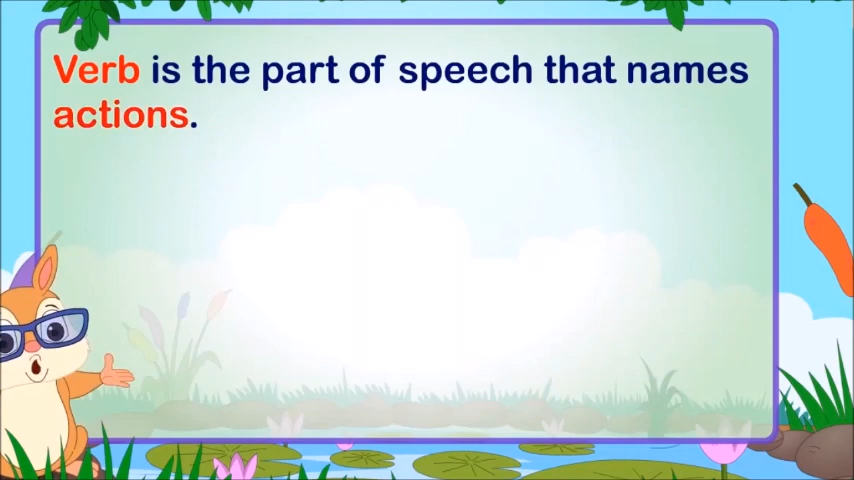 Verb is the part of speech that names
actions.